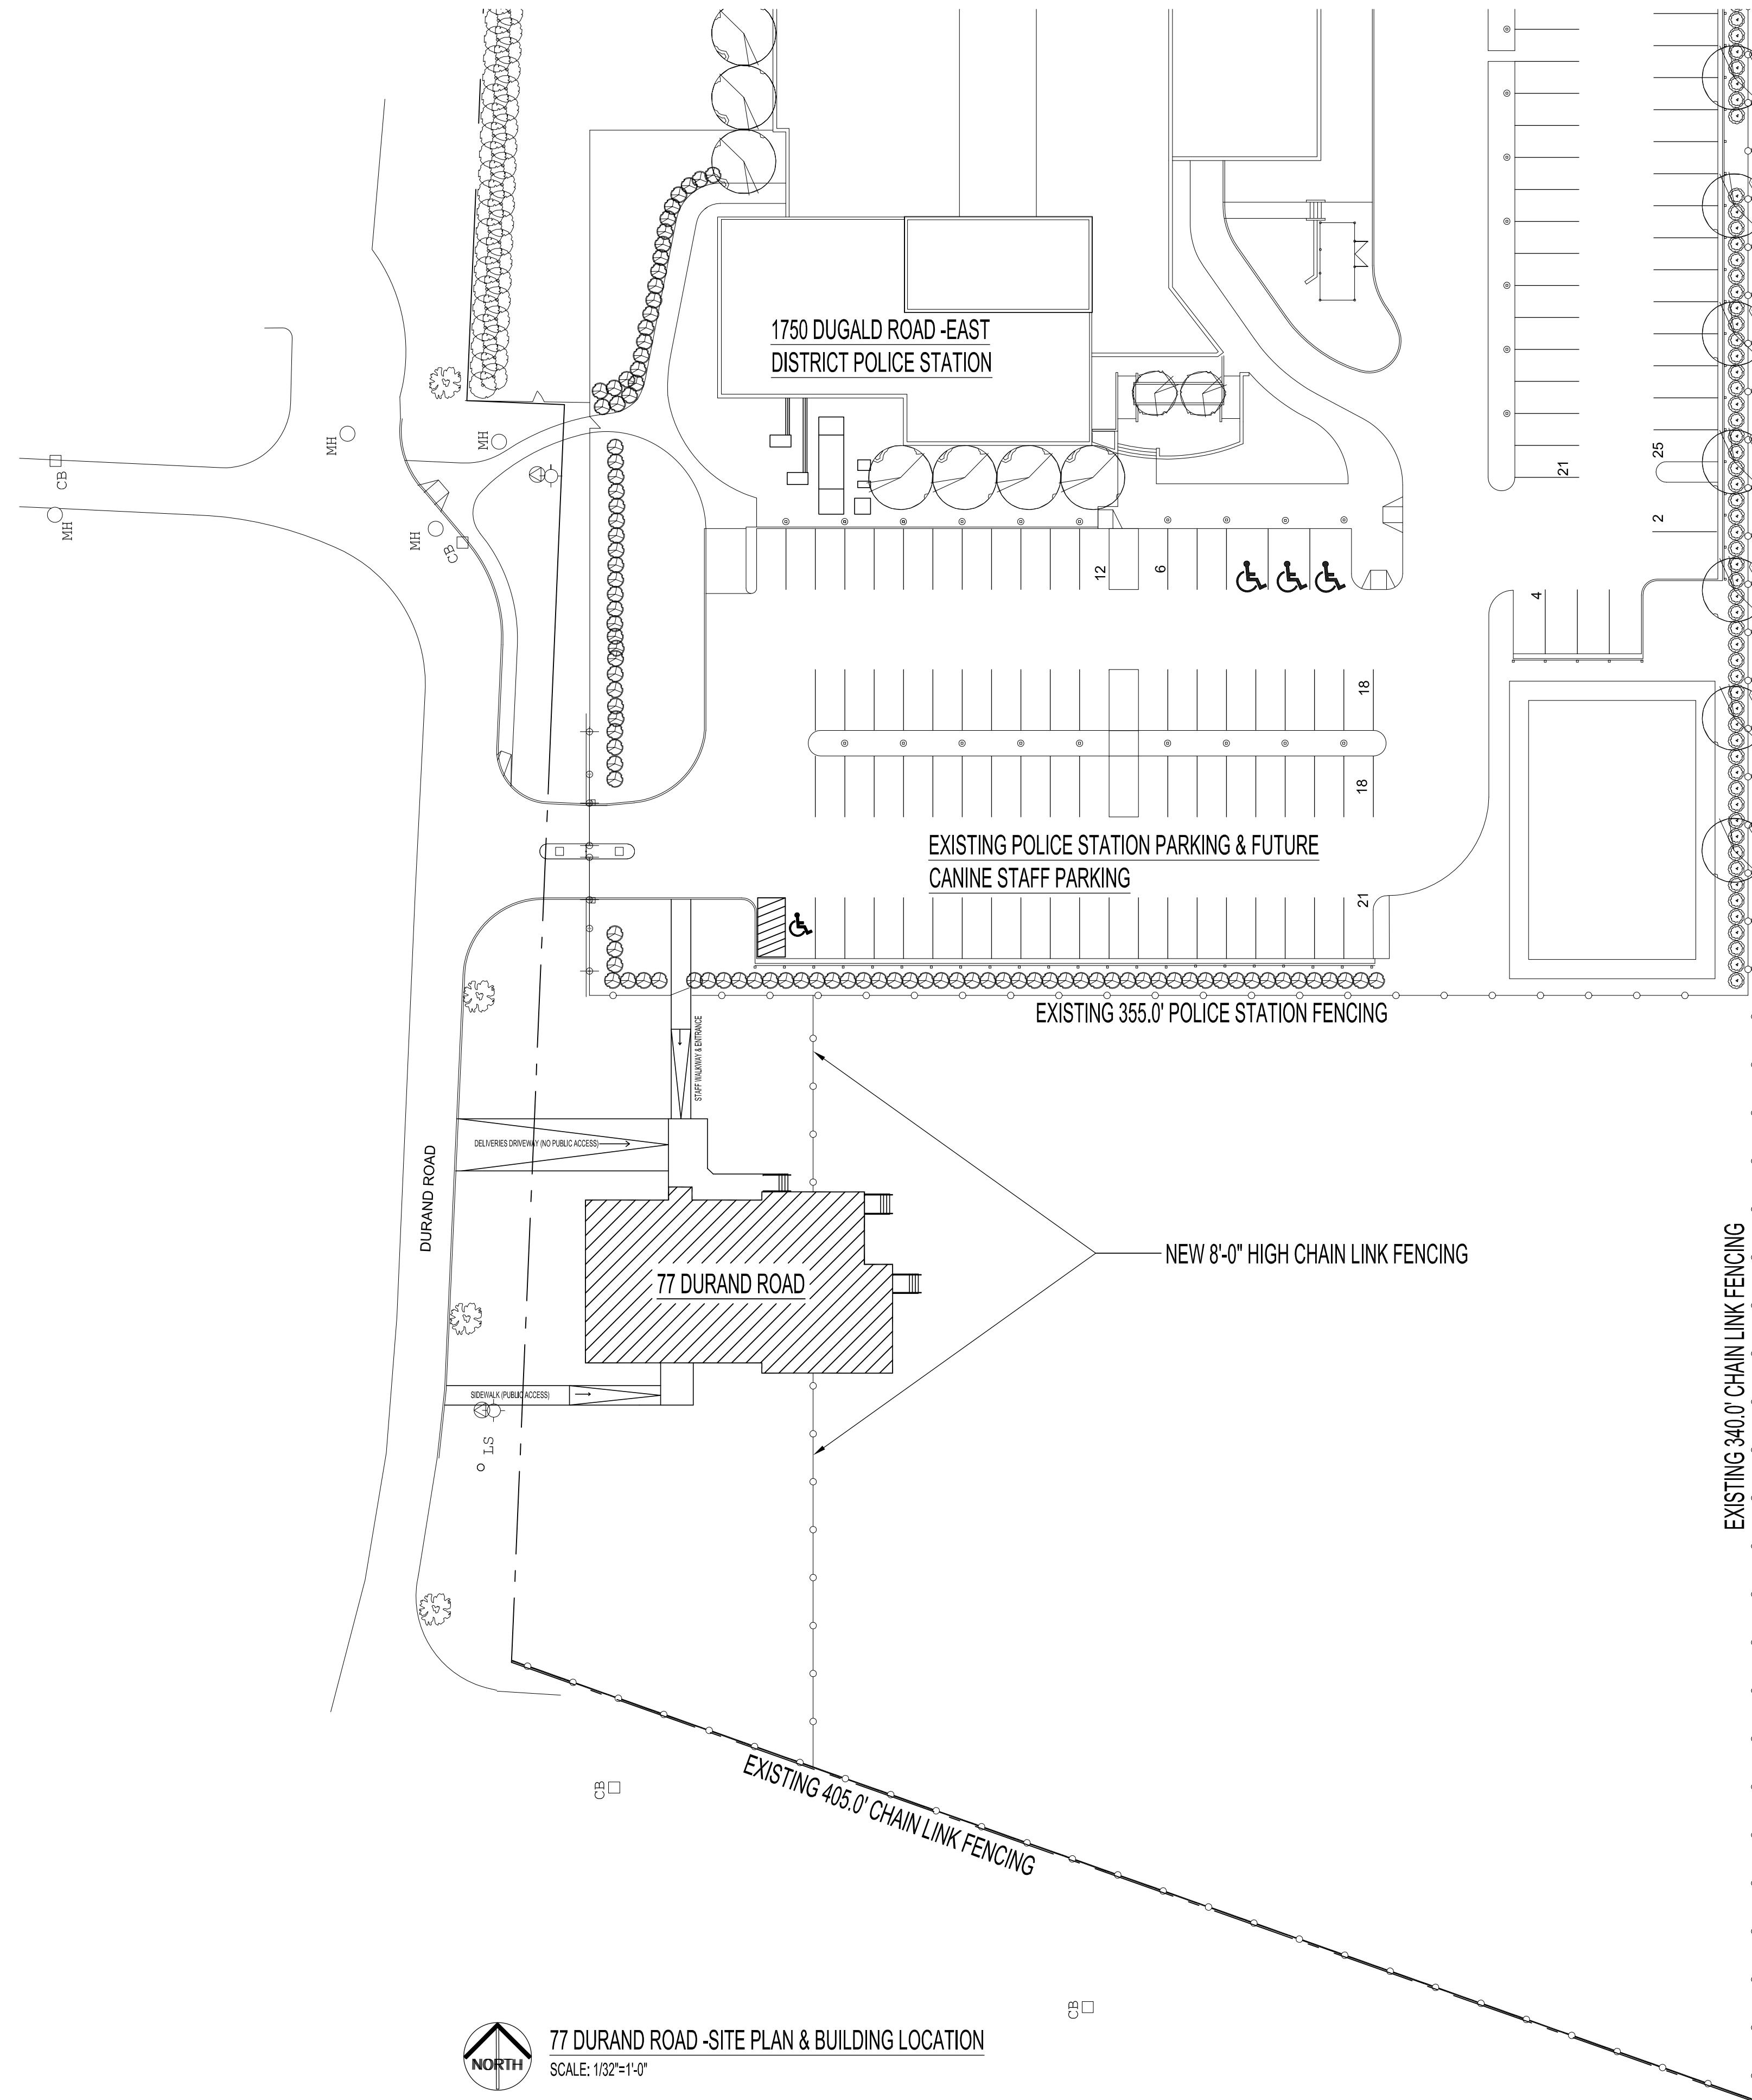 1750 DUGALD ROAD -EAST
DISTRICT POLICE STATION
MH
MH
CB
MH
MH
CB
21
25
2
12
6
4
18
18
EXISTING POLICE STATION PARKING & FUTURE
CANINE STAFF PARKING
21
EXISTING 355.0' POLICE STATION FENCING
STAFF WALKWAY & ENTRANCE
DELIVERIES DRIVEWAY (NO PUBLIC ACCESS)
DURAND ROAD
77 DURAND ROAD
NEW 8'-0" HIGH CHAIN LINK FENCING
EXISTING 340.0' CHAIN LINK FENCING
SIDEWALK (PUBLIC ACCESS)
LS
EXISTING 405.0' CHAIN LINK FENCING
CB
CB
NORTH
77 DURAND ROAD -SITE PLAN & BUILDING LOCATION
SCALE: 1/32"=1'-0"